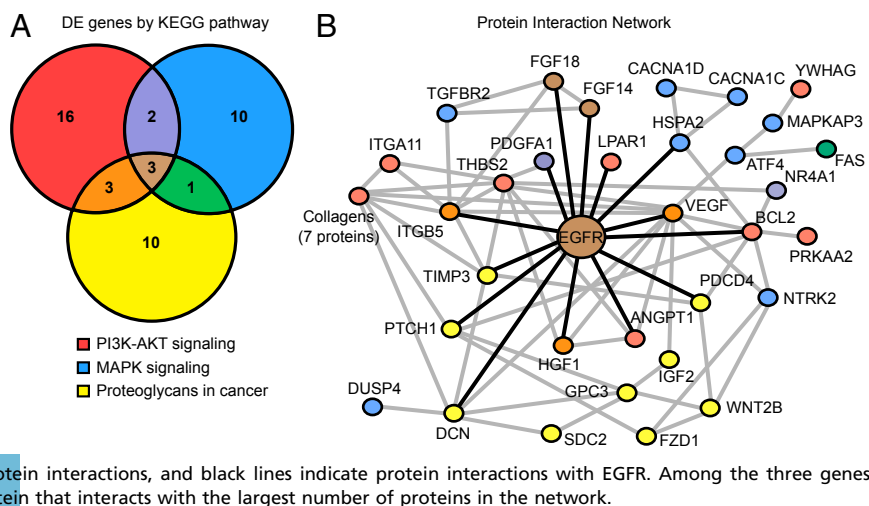 A
DE genes by KEGG pathway
16
2
10
3
3
1
10
PI3K-AKT signaling
MAPK signaling
Proteoglycans in cancer
B
Protein Interaction Network
FGF18
CACNA1D
CACNA1C
YWHAG
TGFBR2
FGF14
HSPA2
MAPKAP3
ITGA11
PDGFA1
LPAR1
THBS2
ATF4
FAS
NR4A1
Collagens
(7 proteins)
VEGF
ITGB5
EGFR
BCL2
PRKAA2
TIMP3
PDCD4
NTRK2
PTCH1
ANGPT1
HGF1
IGF2
DUSP4
GPC3
WNT2B
DCN
SDC2
FZD1
otein interactions, and black lines indicate protein interactions with EGFR. Among the three genes
tein that interacts with the largest number of proteins in the network.